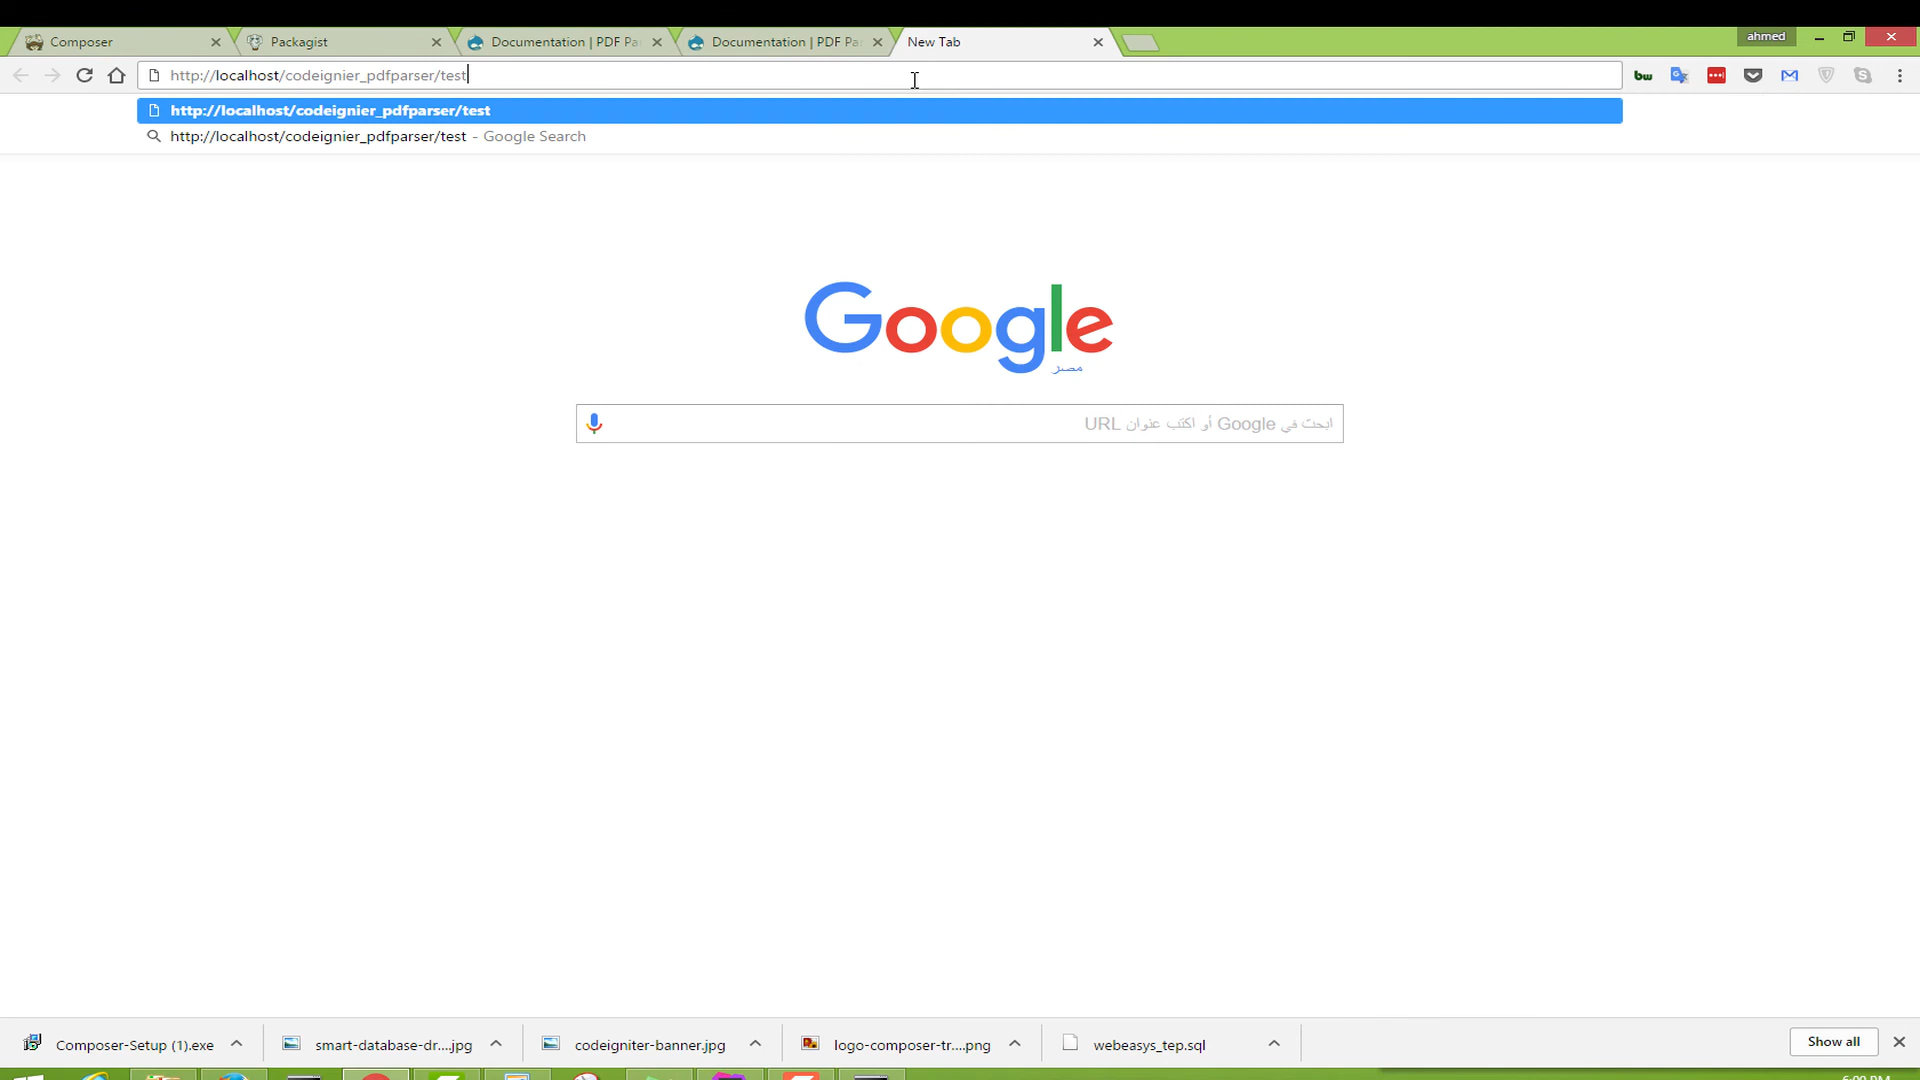 Composer
Packagist
Documentation | PDF Pa
Documentation | PDF Pa
New Tab
ahmed
http://localhost/codeignier_pdfparser/test
bw
http://localhost/codeignier_pdfparser/test
http://localhost/codeignier_pdfparser/test - Google Search
Google
مصر
ابحث في Google أو اكتب عنوان URL
Composer-Setup (1).exe
smart-database-dr....jpg
codeigniter-banner.jpg
logo-composer-tr....png
webeasys_tep.sql
Show all